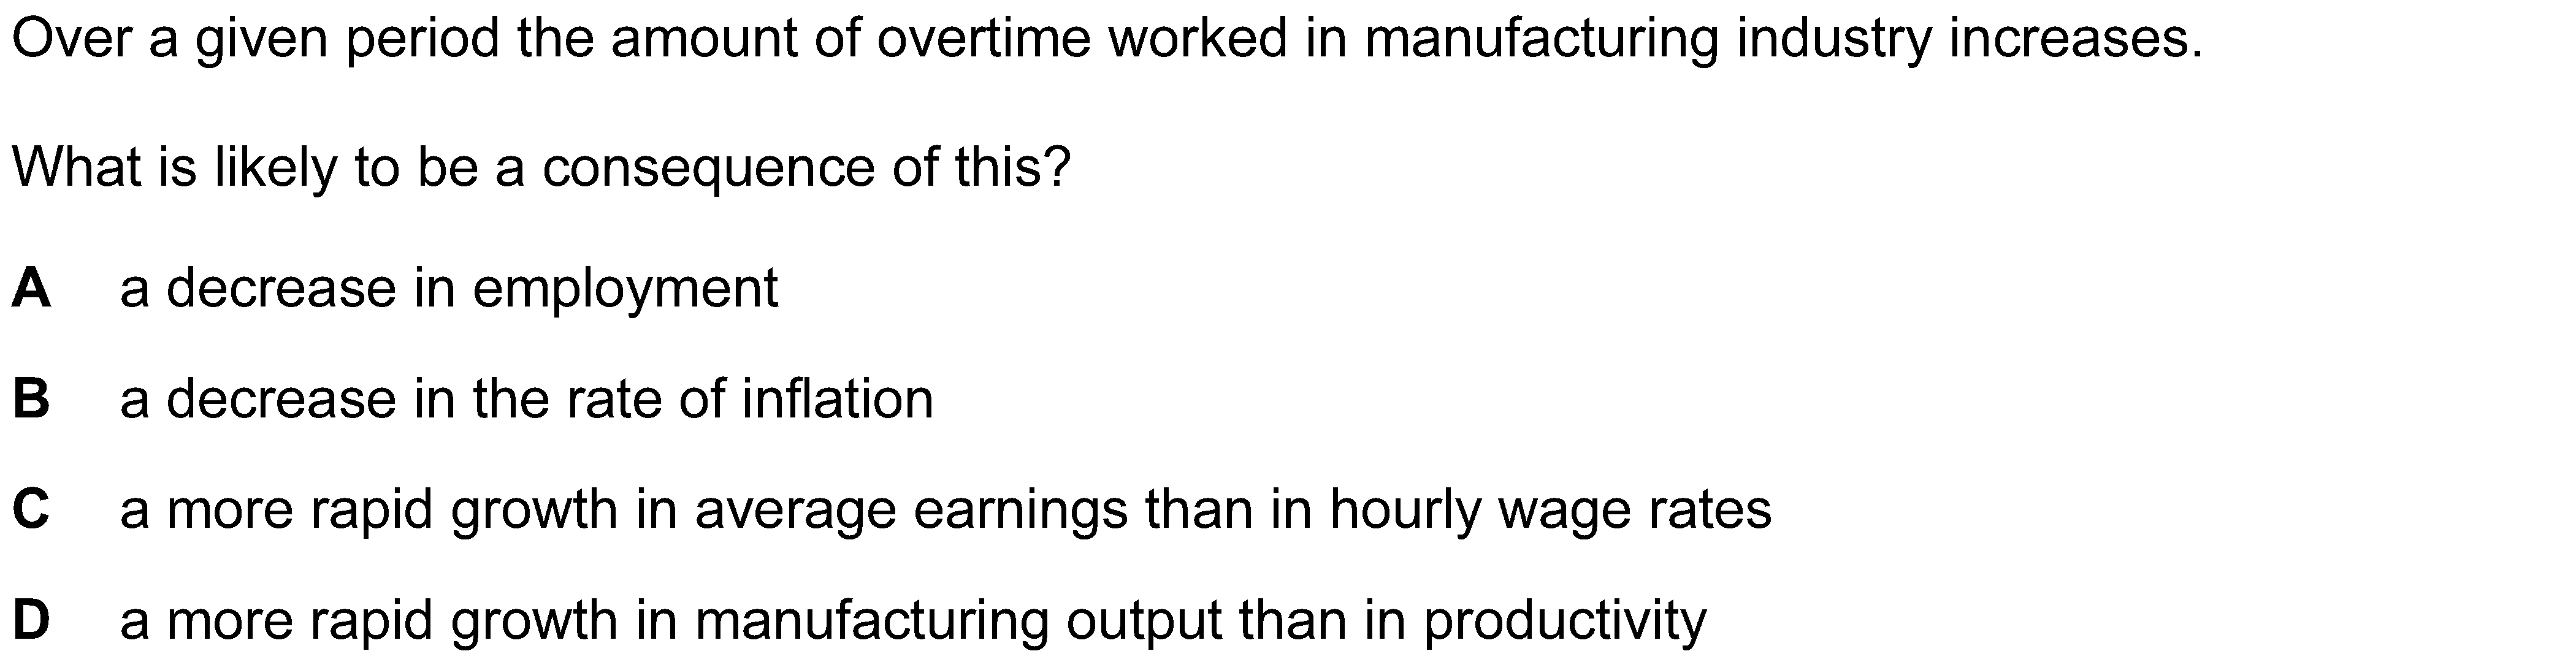 Over a given period the amount of overtime worked in manufacturing industry increases.
What is likely to be a consequence of this?
A a decrease in employment
B a decrease in the rate of inflation
C a more rapid growth in average earnings than in hourly wage rates
D a more rapid growth in manufacturing output than in productivity